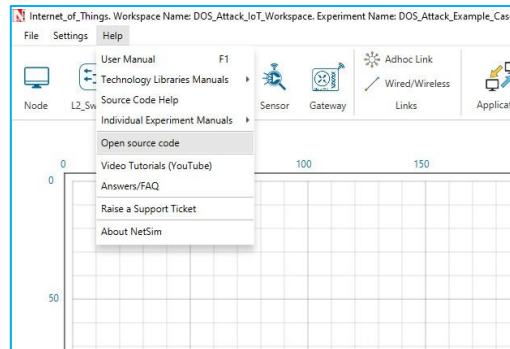 Internet_of_Things. Workspace Name: DOS_Attack_IoT_Workspace. Experiment Name: DOS_Attack_Example_Cas
File Settings Help
User Manual F1
Technology Libraries Manuals
Source Code Help
Individual Experiment Manuals
Open source code
Video Tutorials (YouTube)
Answers/FAQ
Raise a Support Ticket
About NetSim
Node
L2_Sw
Sensor
Gateway
Adhoc Link
Wired/Wireless
Links
Applicat
0 100 150
0
50